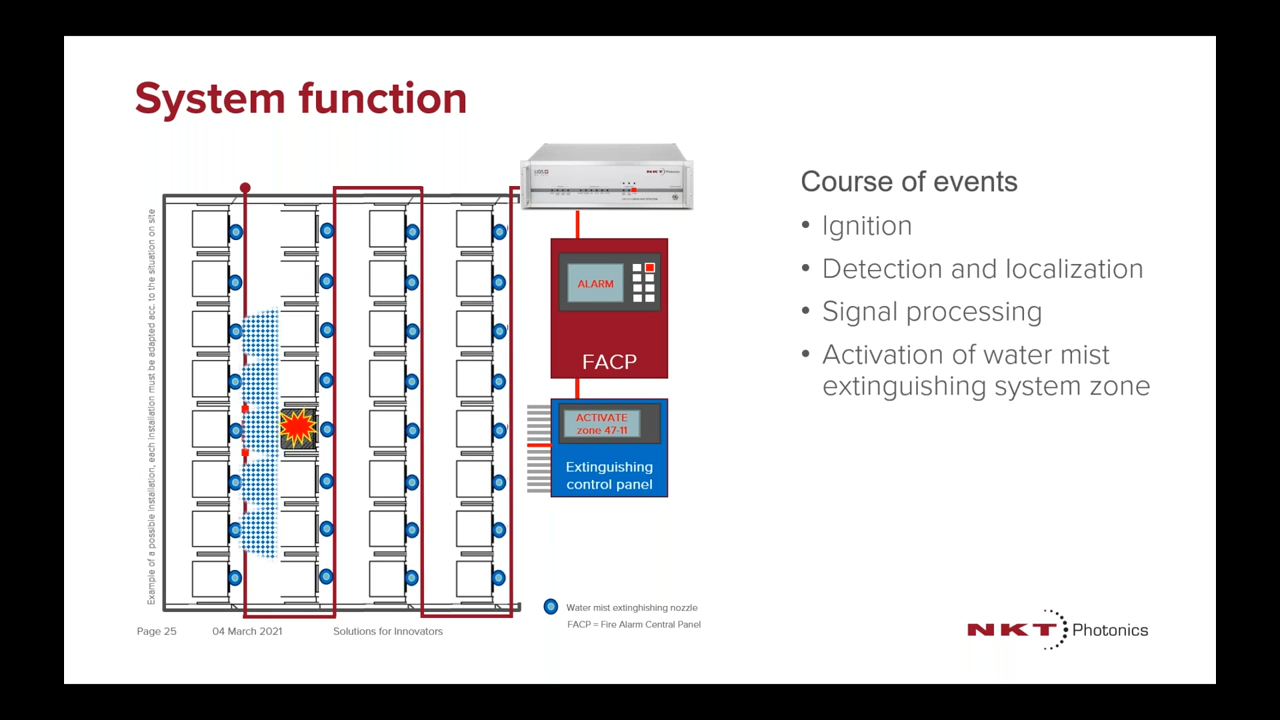 System function
Example of a possible installation, each installation must be adapted acc. to the situation on site
LIOS
NKT Photonics
ALARM
FACP
ACTIVATE
zone 47-11
Extinguishing
control panel
Water mist extinghishing nozzle
FACP = Fire Alarm Central Panel
Course of events
• Ignition
• Detection and localization
• Signal processing
• Activation of water mist
extinguishing system zone
Page 25 04 March 2021 Solutions for Innovators
NKT Photonics